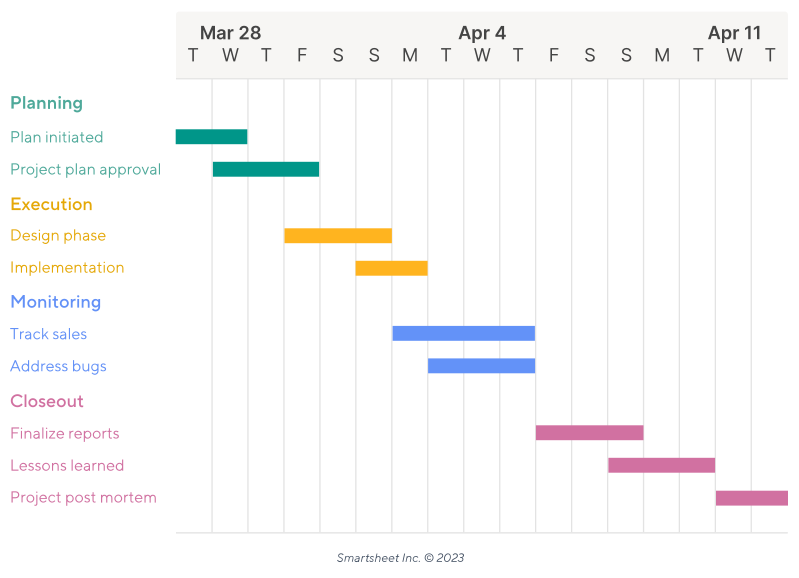 Mar 28 Apr 4 Apr 11
T W T F S S M T W T F S S M T W T
Planning
Plan initiated
Project plan approval
Execution
Design phase
Implementation
Monitoring
Track sales
Address bugs
Closeout
Finalize reports
Lessons learned
Project post mortem
Smartsheet Inc. © 2023